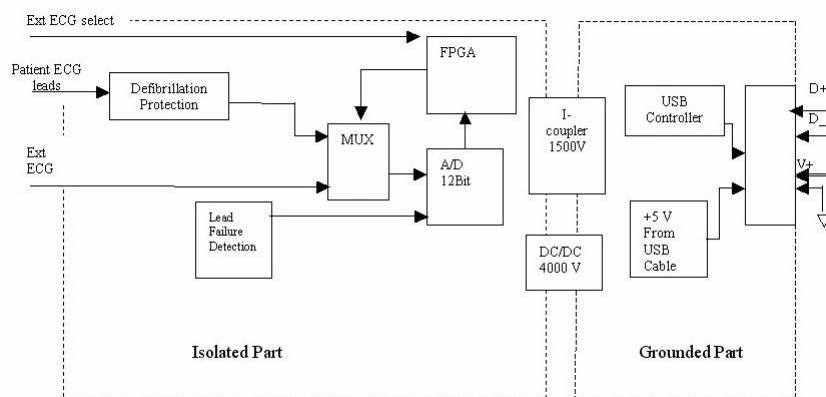 Ext ECG select
FPGA
Patient ECG
leads
Defibrillation
Protection
MUX
Ext
ECG
A/D
12Bit
Lead
Failure
Detection
I-
coupler
1500V
DC/DC
4000 V
USB
Controller
+5 V
From
USB
Cable
D+
D_
V+
Isolated Part
Grounded Part